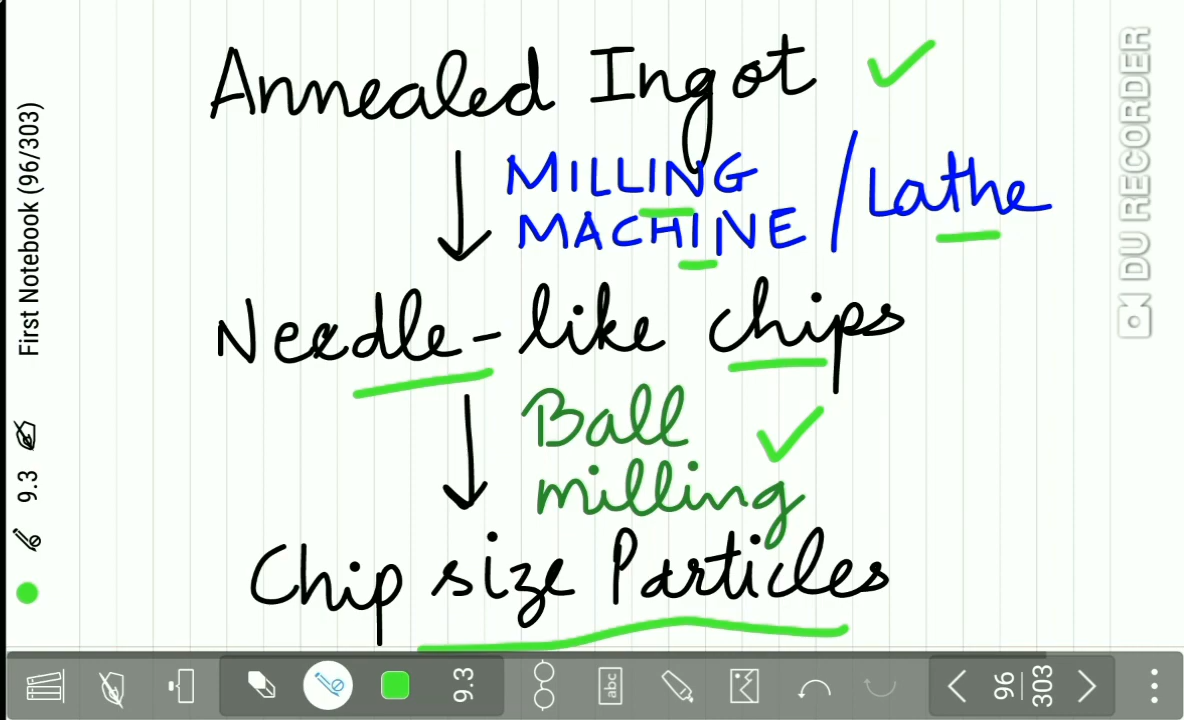 Annealed Ingot
MILLING MACHINE / Lathe
Needle-like chips
Ball milling
Chip size Particles
First Notebook (96/303)
9.3
DU RECORDER
9.3
abc
96
303